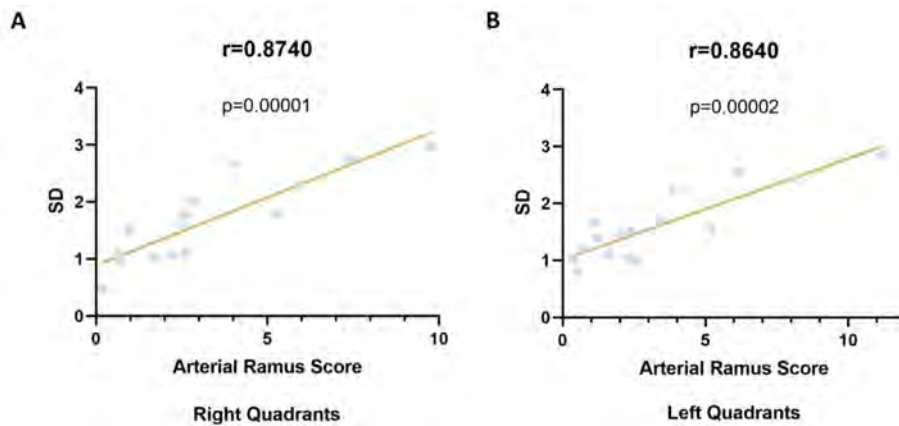 A
r=0.8740
p=0.00001
4
3
2
1
0
SD
0
5
10
Arterial Ramus Score
Right Quadrants
B
r=0.8640
p=0.00002
4
3
2
1
0
SD
0
5
10
Arterial Ramus Score
Left Quadrants